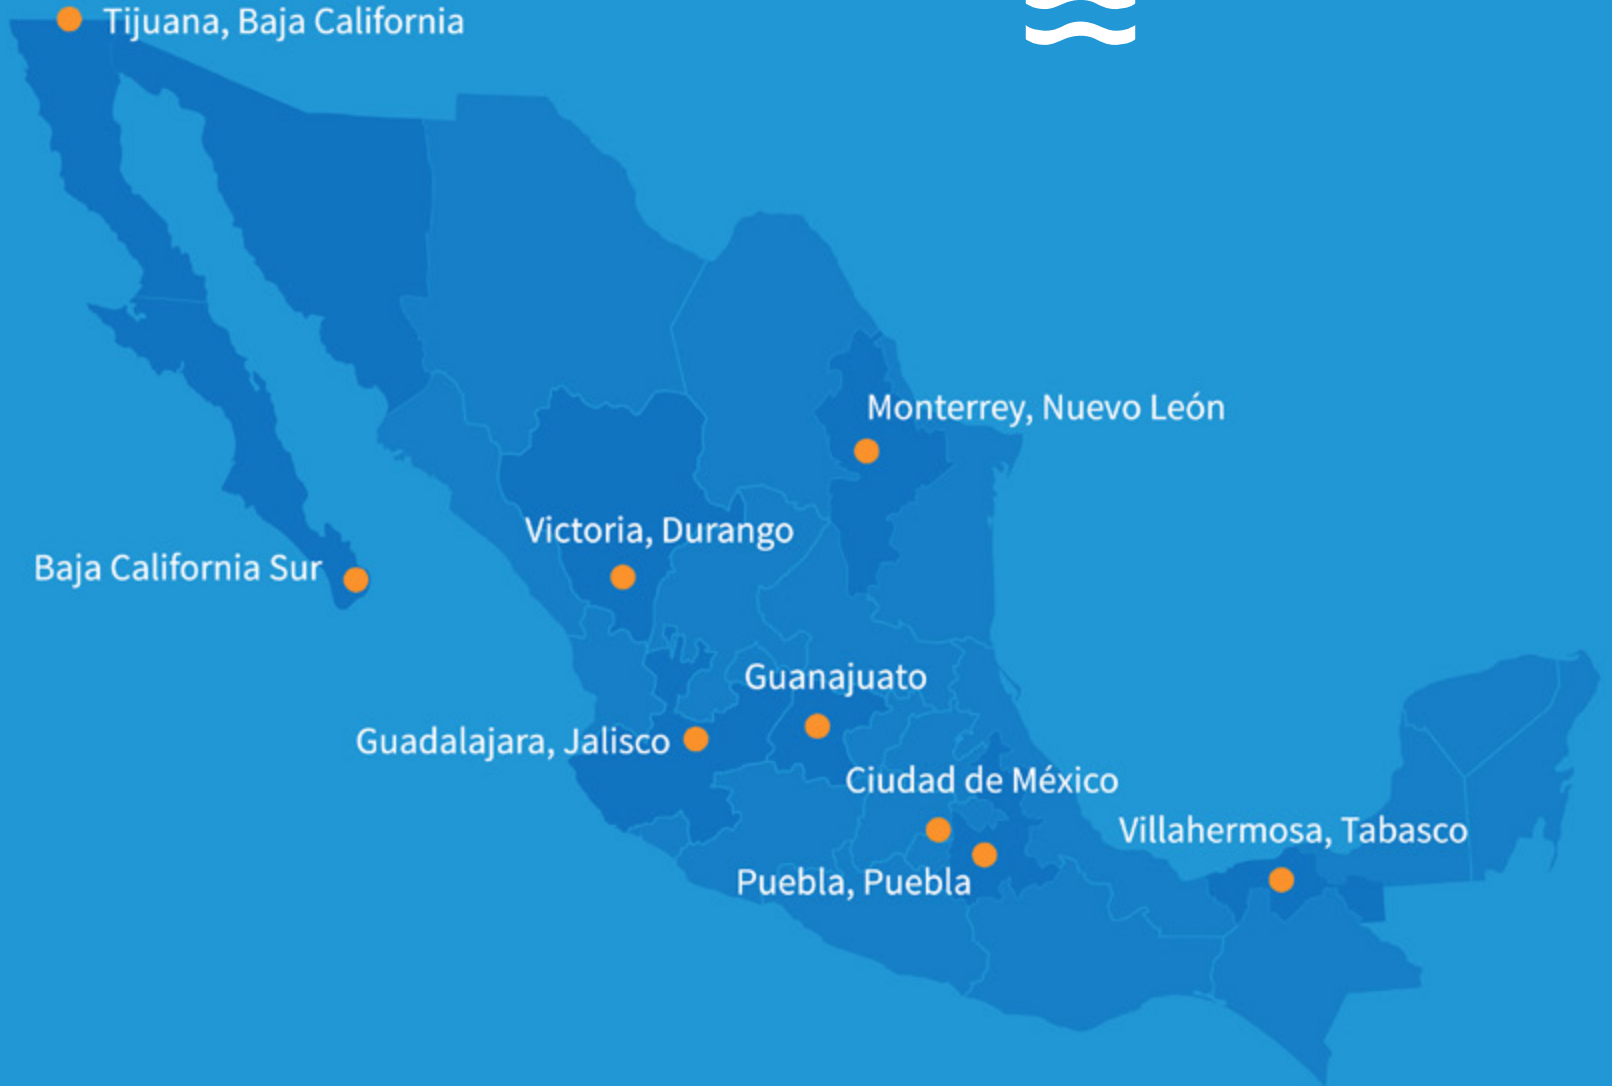 Tijuana, Baja California
Monterrey, Nuevo León
Victoria, Durango
Baja California Sur
Guanajuato
Guadalajara, Jalisco
Ciudad de México
Villahermosa, Tabasco
Puebla, Puebla